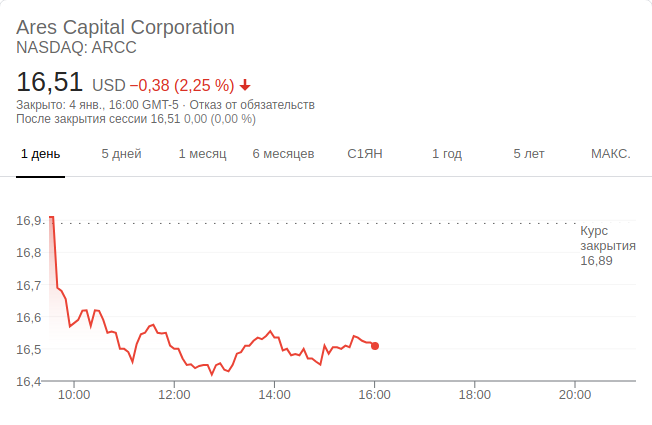 Ares Capital Corporation
NASDAQ: ARCC
16,51 USD −0,38 (2,25 %)
Закрыто: 4 янв., 16:00 GMT-5 · Отказ от обязательств
После закрытия сессии 16,51 0,00 (0,00 %)
1 день 5 дней 1 месяц 6 месяцев С1ЯН 1 год 5 лет МАКС.
16,9
Курс
закрытия
16,89
16,8
16,7
16,6
16,5
16,4
10:00 12:00 14:00 16:00 18:00 20:00